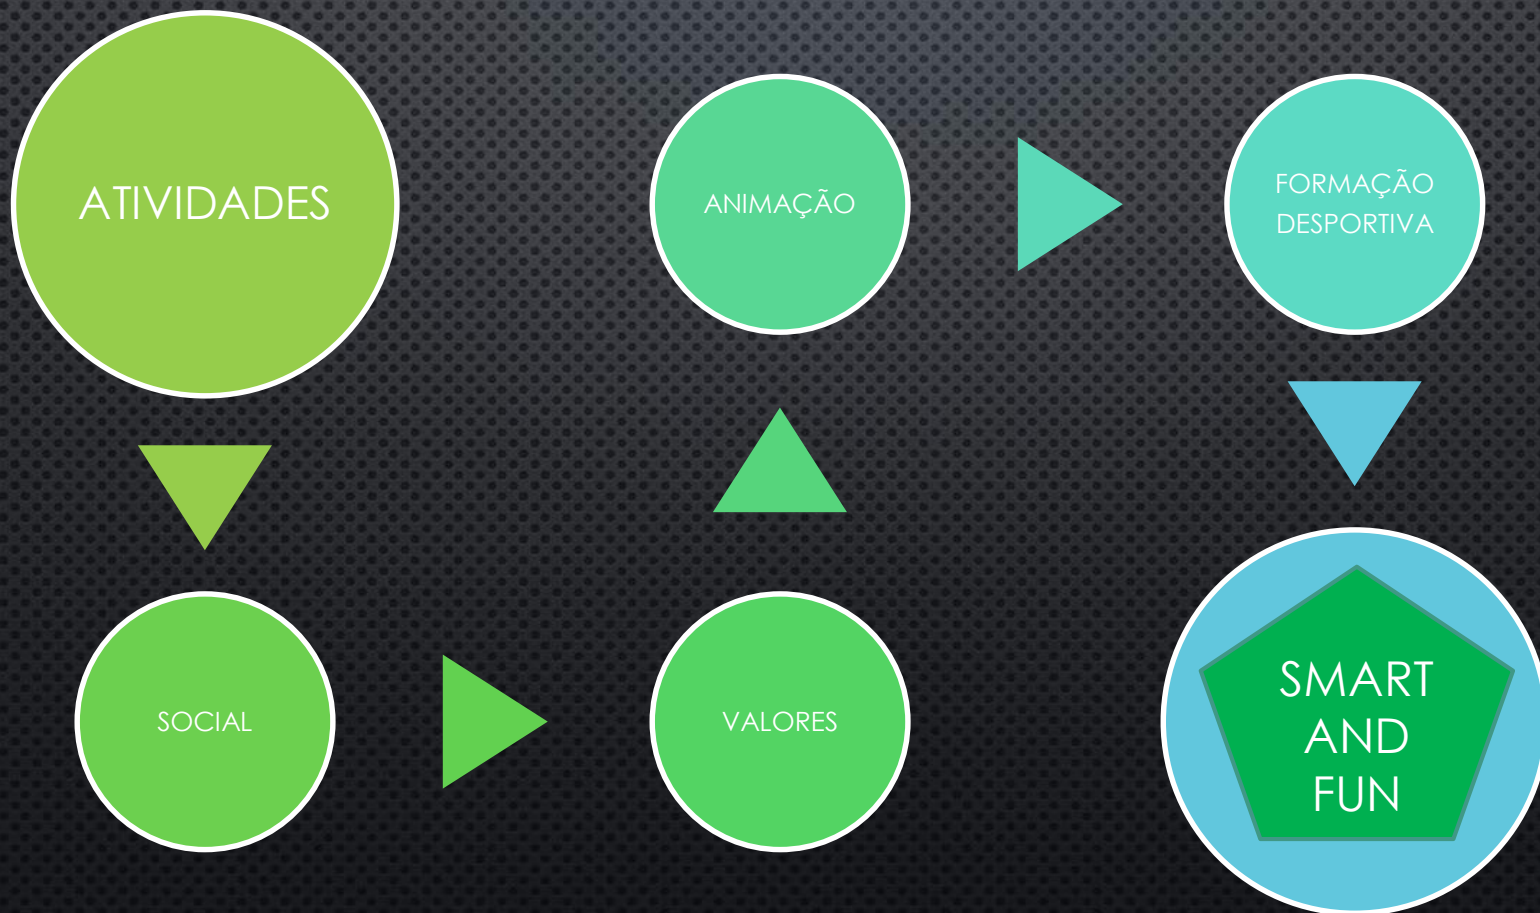 ATIVIDADES
SOCIAL
VALORES
ANIMAÇÃO
FORMAÇÃO
DESPORTIVA
SMART
AND
FUN